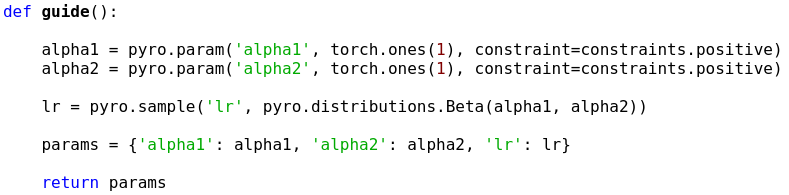 def guide():
    alpha1 = pyro.param('alpha1', torch.ones(1), constraint=constraints.positive)
    alpha2 = pyro.param('alpha2', torch.ones(1), constraint=constraints.positive)
    lr = pyro.sample('lr', pyro.distributions.Beta(alpha1, alpha2))
    params = {'alpha1': alpha1, 'alpha2': alpha2, 'lr': lr}
    return params